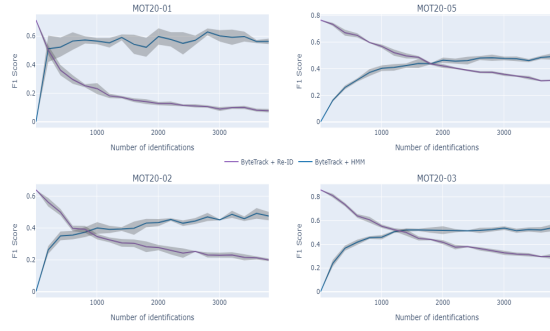 MOT20-01
MOT20-05
F1 Score
0.6
0.4
0.2
0
1000
2000
3000
Number of identifications
F1 Score
0.8
0.6
0.4
0.2
0
1000
2000
3000
Number of identifications
ByteTrack + Re-ID
ByteTrack + HMM
MOT20-02
MOT20-03
F1 Score
0.6
0.4
0.2
0
1000
2000
3000
Number of identifications
F1 Score
0.8
0.6
0.4
0.2
0
1000
2000
3000
Number of identifications